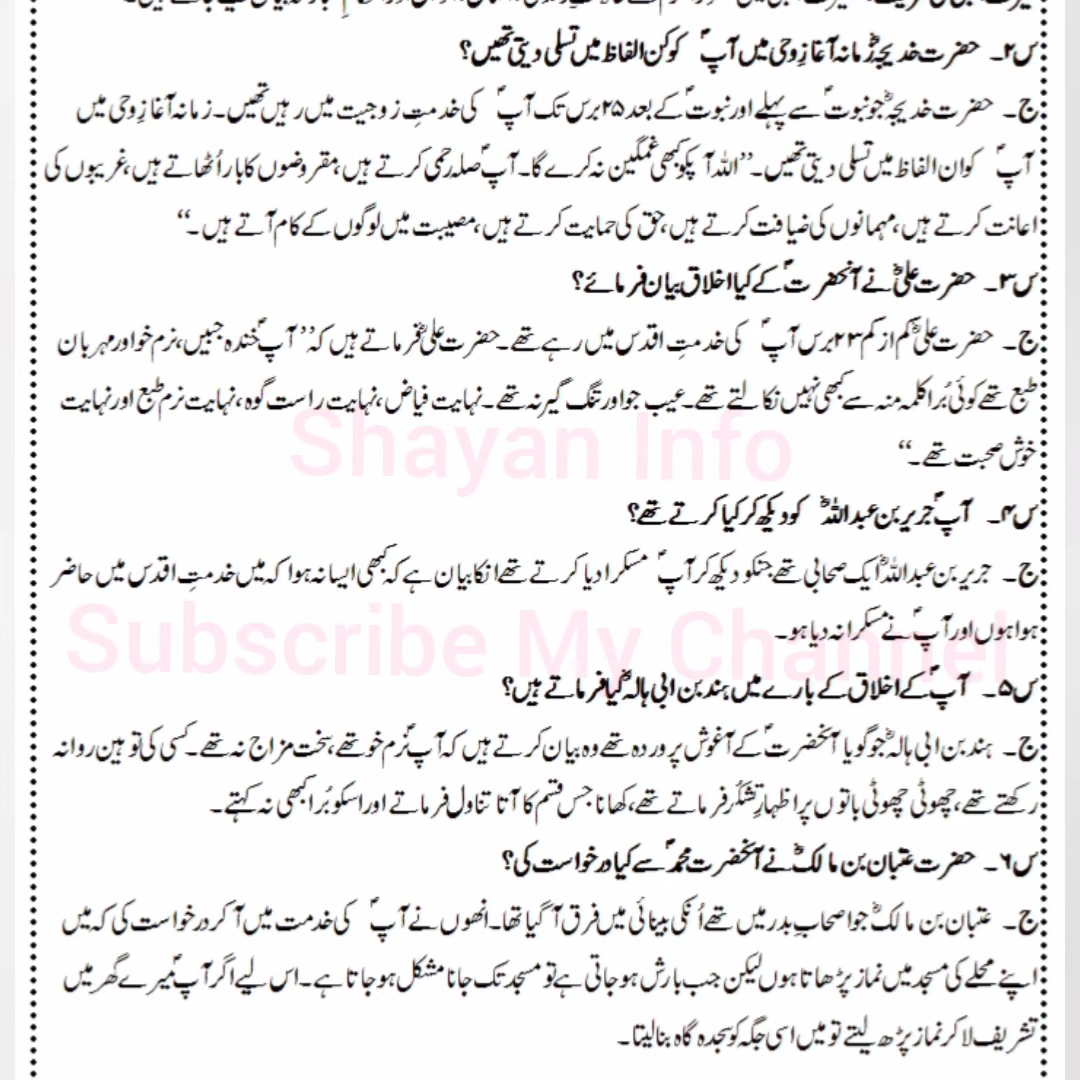 س۲۔ حضرت خدیجہؓ زمانہ آغازِ وحی میں آپؐ کو کن الفاظ میں تسلی دیتی تھیں؟
ج۔ حضرت خدیجہؓ جو نبوتؐ سے پہلے اور نبوتؐ کے بعد ۲۵ برس تک آپؐ کی خدمتِ زوجیت میں رہیں تھیں۔ زمانہ آغازِ وحی میں
آپؐ کو ان الفاظ میں تسلی دیتی تھیں۔ ’’اللہ آپکو کبھی غمگین نہ کرے گا۔ آپؐ صلہ رحمی کرتے ہیں، مقروضوں کا بار اُٹھاتے ہیں، غریبوں کی
اعانت کرتے ہیں، مہمانوں کی ضیافت کرتے ہیں، حق کی حمایت کرتے ہیں، مصیبت میں لوگوں کے کام آتے ہیں۔‘‘
س۳۔ حضرت علیؓ نے آنحضرتؐ کے کیا اخلاق بیان فرمائے؟
ج۔ حضرت علیؓ کم از کم ۲۳ برس آپؐ کی خدمتِ اقدس میں رہے تھے۔ حضرت علیؓ فرماتے ہیں کہ ’’آپؐ خندہ جبیں، نرم خو اور مہربان
طبع تھے کوئی بُرا کلمہ منہ سے کبھی نہیں نکالتے تھے۔ عیب جو اور تنگ گیر نہ تھے۔ نہایت فیاض، نہایت راست گوہ، نہایت نرم طبع اور نہایت
خوش صحبت تھے۔‘‘
Shayan Info
س۴۔ آپؐ جریر بن عبداللہؓ کو دیکھ کر کیا کرتے تھے؟
ج۔ جریر بن عبداللہؓ ایک صحابی تھے جنکو دیکھ کر آپؐ مسکرا دیا کرتے تھے انکا بیان ہے کہ کبھی ایسا نہ ہوا کہ میں خدمتِ اقدس میں حاضر
ہوا ہوں اور آپؐ نے مسکرا نہ دیا ہو۔
Subscribe My Channel
س۵۔ آپؐ کے اخلاق کے بارے میں ہند بن ابی ہالہؓ کیا فرماتے ہیں؟
ج۔ ہند بن ابی ہالہؓ جو گویا آنحضرتؐ کے آغوش پروردہ تھے وہ بیان کرتے ہیں کہ آپؐ نرم خو تھے، سخت مزاج نہ تھے۔ کسی کی توہین روا نہ
رکھتے تھے، چھوٹی چھوٹی باتوں پر اظہارِ تشکُر فرماتے تھے، کھانا جس قسم کا آتا تناول فرماتے اور اسکو بُرا کبھی نہ کہتے۔
س۶۔ حضرت عتبان بن مالکؓ نے آنحضرت محمدؐ سے کیا درخواست کی؟
ج۔ عتبان بن مالکؓ جو اصحابِ بدر میں تھے اُنکی بینائی میں فرق آ گیا تھا۔ انھوں نے آپؐ کی خدمت میں آ کر درخواست کی کہ میں
اپنے محلے کی مسجد میں نماز پڑھاتا ہوں لیکن جب بارش ہو جاتی ہے تو مسجد تک جانا مشکل ہو جاتا ہے۔ اس لیے اگر آپؐ میرے گھر میں
تشریف لا کر نماز پڑھ لیتے تو میں اسی جگہ کو سجدہ گاہ بنا لیتا۔